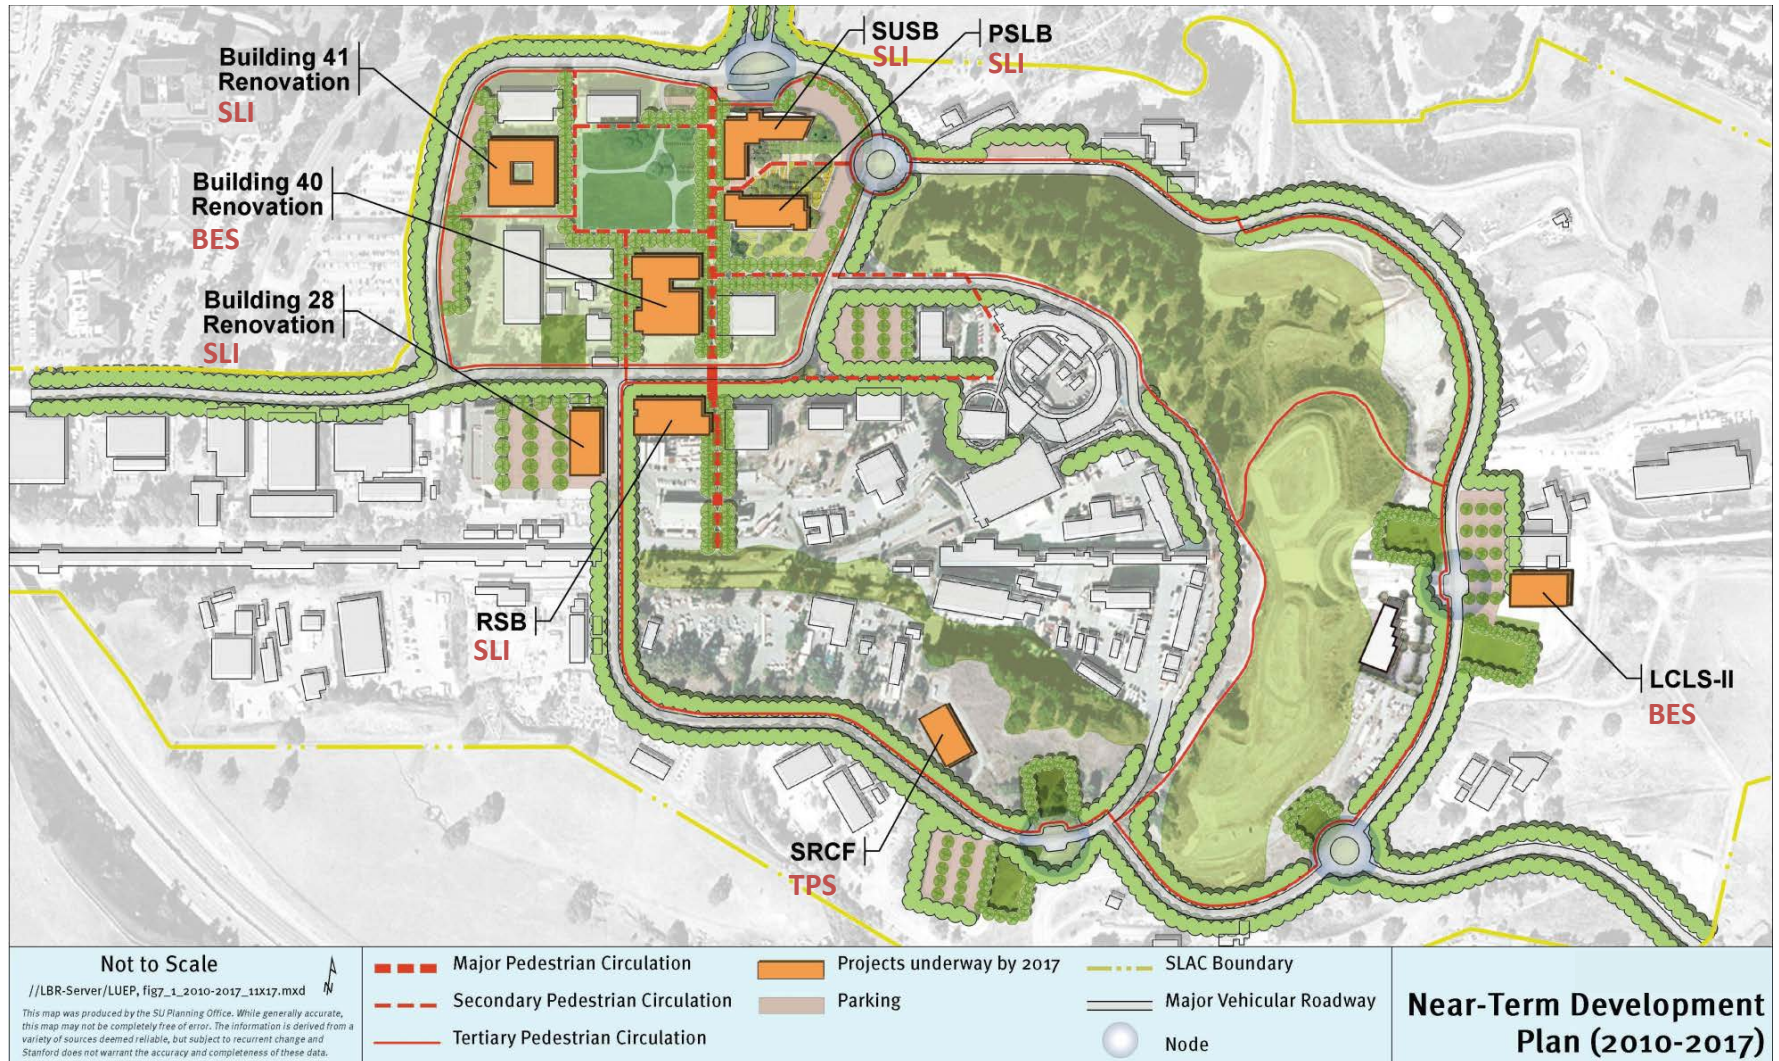 SUSB
SLI
PSLB
SLI
Building 41
Renovation
SLI
Building 40
Renovation
BES
Building 28
Renovation
SLI
RSB
SLI
LCLS-II
BES
SRCF
TPS
Not to Scale
//LBR-Server/LUEP, fig7_1_2010-2017_11x17.mxd
N
This map was produced by the SU Planning Office. While generally accurate,
this map may not be completely free of error. The information is derived from a
variety of sources deemed reliable, but subject to recurrent change and
Stanford does not warrant the accuracy and completeness of these data.
Major Pedestrian Circulation
Secondary Pedestrian Circulation
Tertiary Pedestrian Circulation
Projects underway by 2017
Parking
SLAC Boundary
Major Vehicular Roadway
Node
Near-Term Development
Plan (2010-2017)